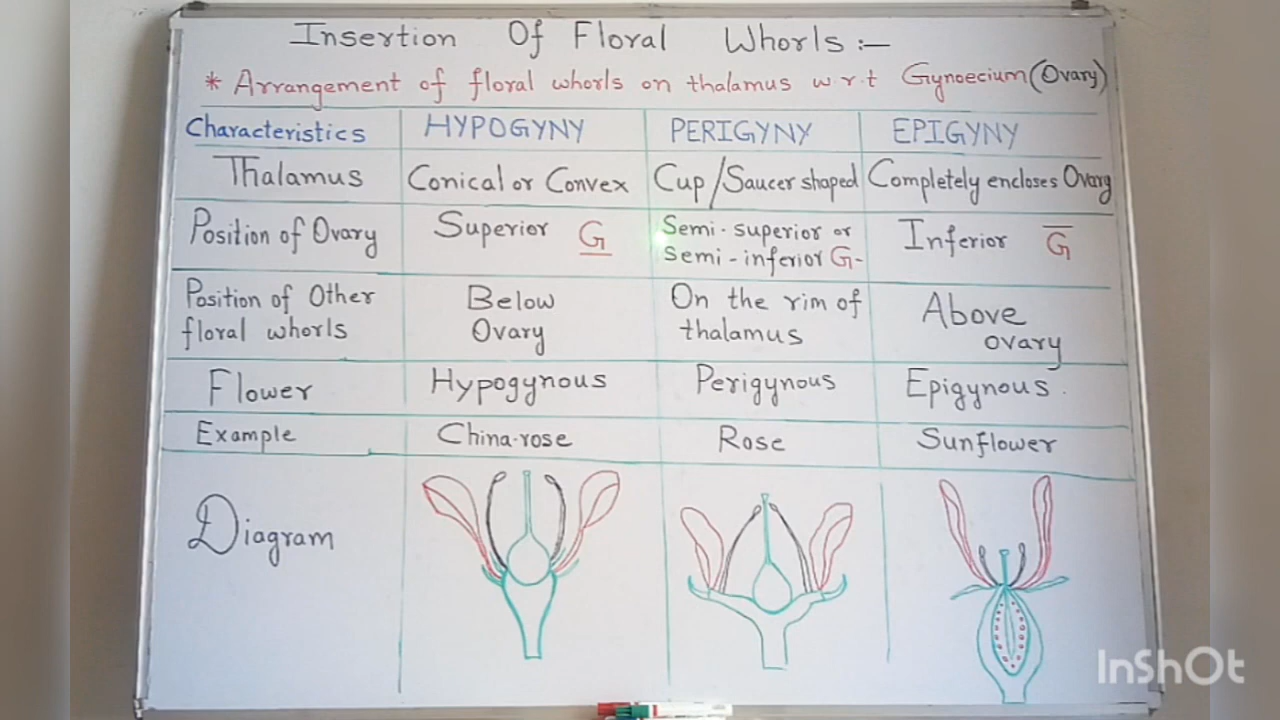 Insertion Of Floral Whorls :-
* Arrangement of floral whorls on thalamus w.r.t Gynoecium (Ovary)
Characteristics HYPOGYNY PERIGYNY EPIGYNY
Thalamus Conical or Convex Cup/Saucer shaped Completely encloses Ovary
Position of Ovary Superior G Semi-superior or Inferior G
Semi-inferior G-
Position of Other Below On the rim of Above
floral whorls Ovary thalamus ovary
Flower Hypogynous Perigynous Epigynous.
Example China-rose Rose Sunflower
Diagram
InShOt